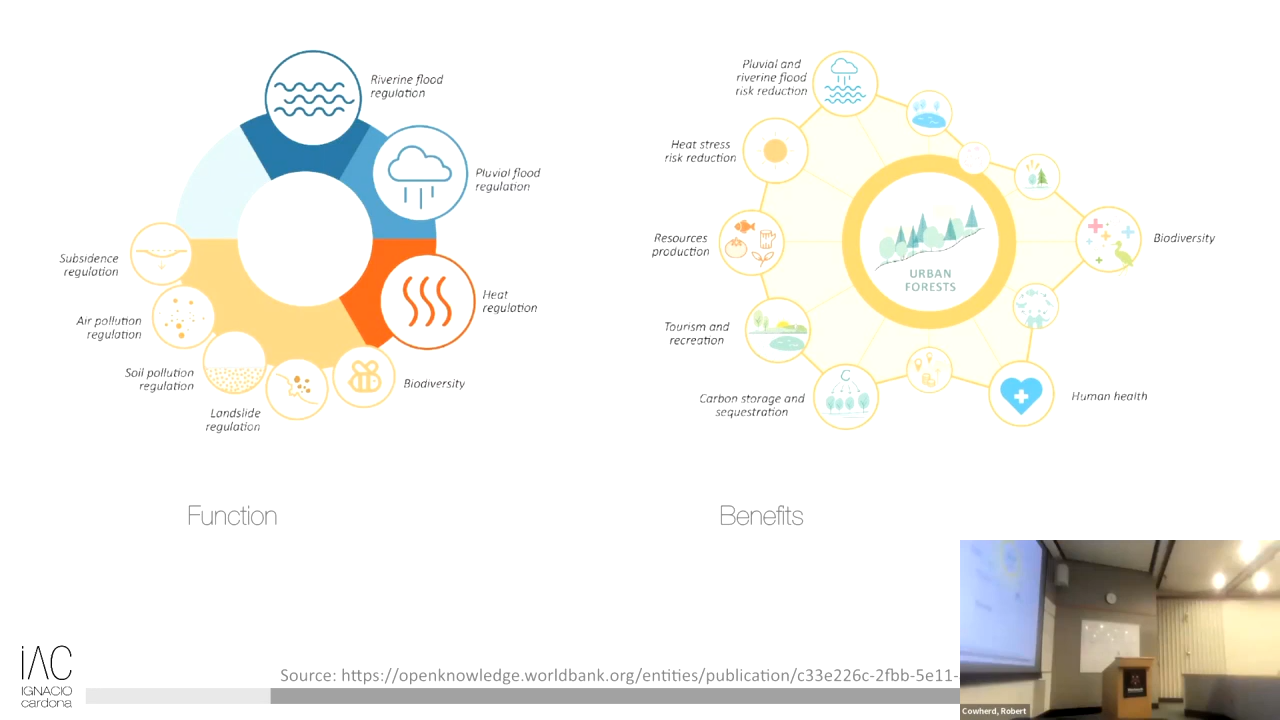 Riverine flood
regulation
Pluvial flood
regulation
Heat
regulation
Biodiversity
Landslide
regulation
Soil pollution
regulation
Air pollution
regulation
Subsidence
regulation
Function
Pluvial and
riverine flood
risk reduction
Heat stress
risk reduction
Resources
production
Tourism and
recreation
Carbon storage and
sequestration
Human health
Biodiversity
URBAN
FORESTS
Benefits
iAC
IGNACIO
cardona
Source: https://openknowledge.worldbank.org/entities/publication/c33e226c-2fbb-5e11-
Cowherd, Robert